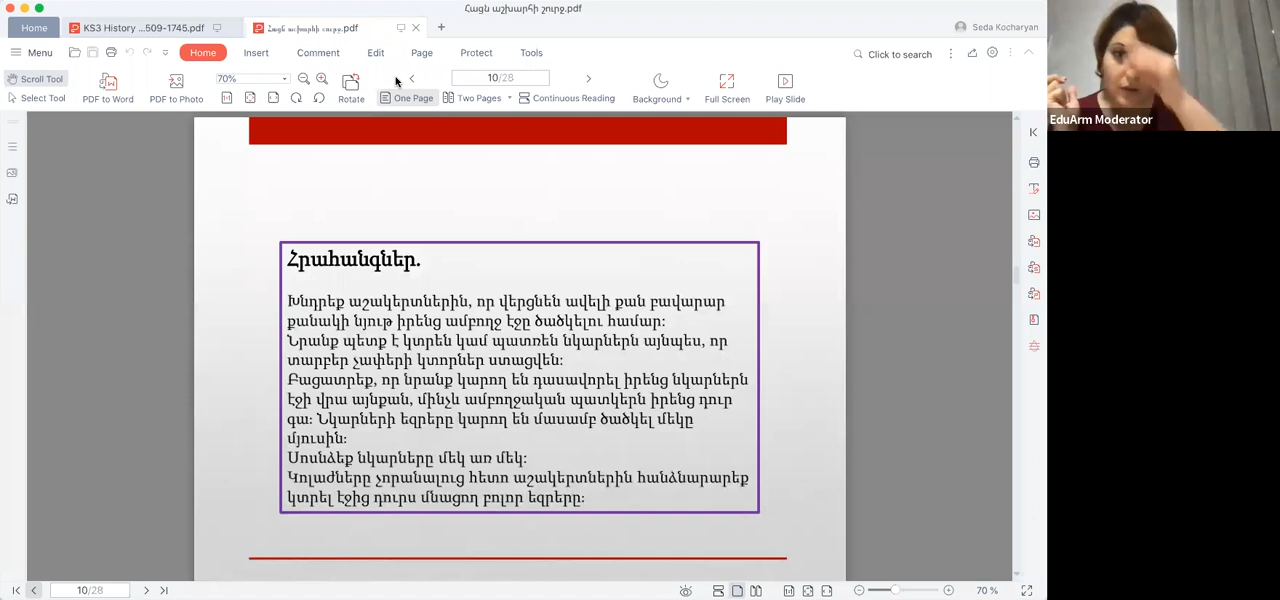 Հայն աշխարհի շուրջ.pdf
Home
KS3 History ...509-1745.pdf
Հայն աշխարհի շուրջ.pdf
Seda Kocharyan
Menu
Home
Insert
Comment
Edit
Page
Protect
Tools
Click to search
Scroll Tool
Select Tool
PDF to Word
PDF to Photo
70%
Rotate
10/28
One Page
Two Pages
Continuous Reading
Background
Full Screen
Play Slide
EduArm Moderator
Հրահանգներ.
Խնդրեք աշակերտներին, որ վերցնեն ավելի քան բավարար
քանակի նյութ իրենց ամբողջ էջը ծածկելու համար:
Նրանք պետք է կտրեն կամ պատռեն նկարներն այնպես, որ
տարբեր չափերի կտորներ ստացվեն:
Բացատրեք, որ նրանք կարող են դասավորել իրենց նկարներն
էջի վրա այնքան, մինչև ամբողջական պատկերն իրենց դուր
գա: Նկարների եզրերը կարող են մասամբ ծածկել մեկը
մյուսին:
Սոսնձեք նկարները մեկ առ մեկ:
Կոլաժները չորանալուց հետո աշակերտներին հանձնարարեք
կտրել էջից դուրս մնացող բոլոր եզրերը:
10/28
70 %